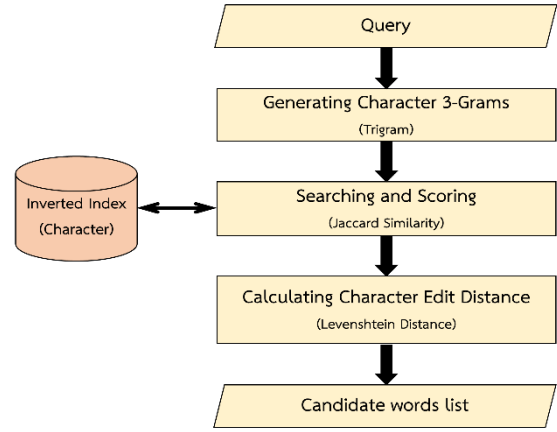 Query
Generating Character 3-Grams
(Trigram)
Inverted Index
(Character)
Searching and Scoring
(Jaccard Similarity)
Calculating Character Edit Distance
(Levenshtein Distance)
Candidate words list